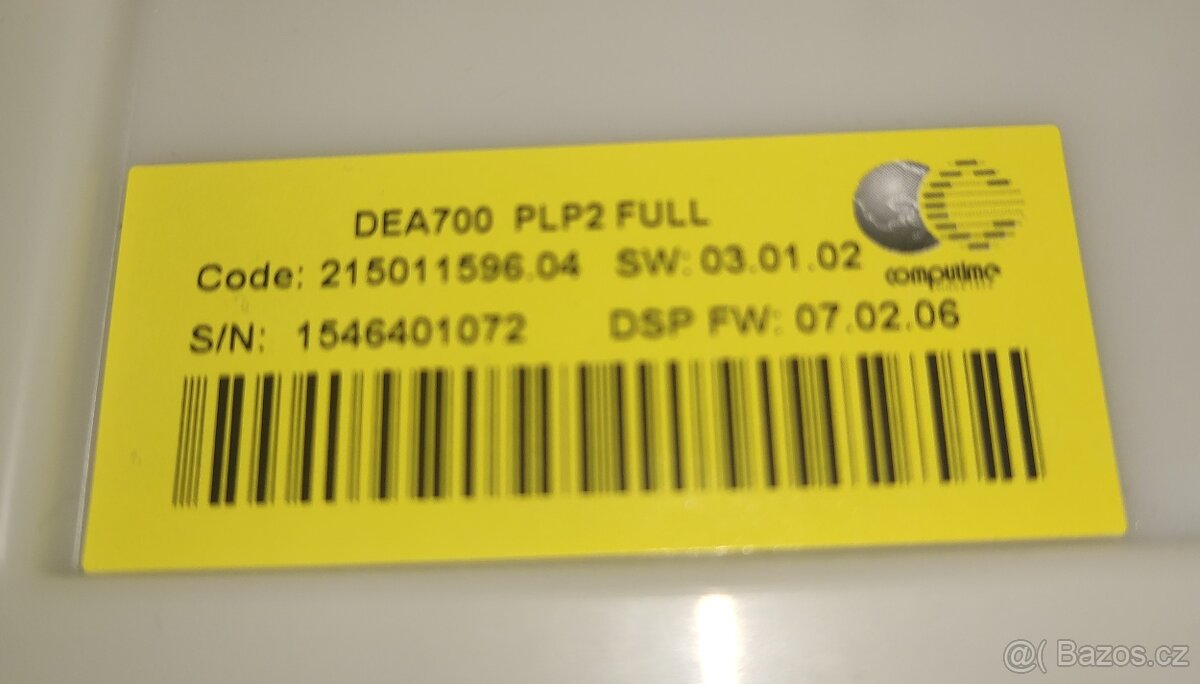 DEA700 PLP2 FULL
Code: 215011596.04 SW: 03.01.02
computime
S/N: 1546401072 DSP FW: 07.02.06
@( Bazos.cz